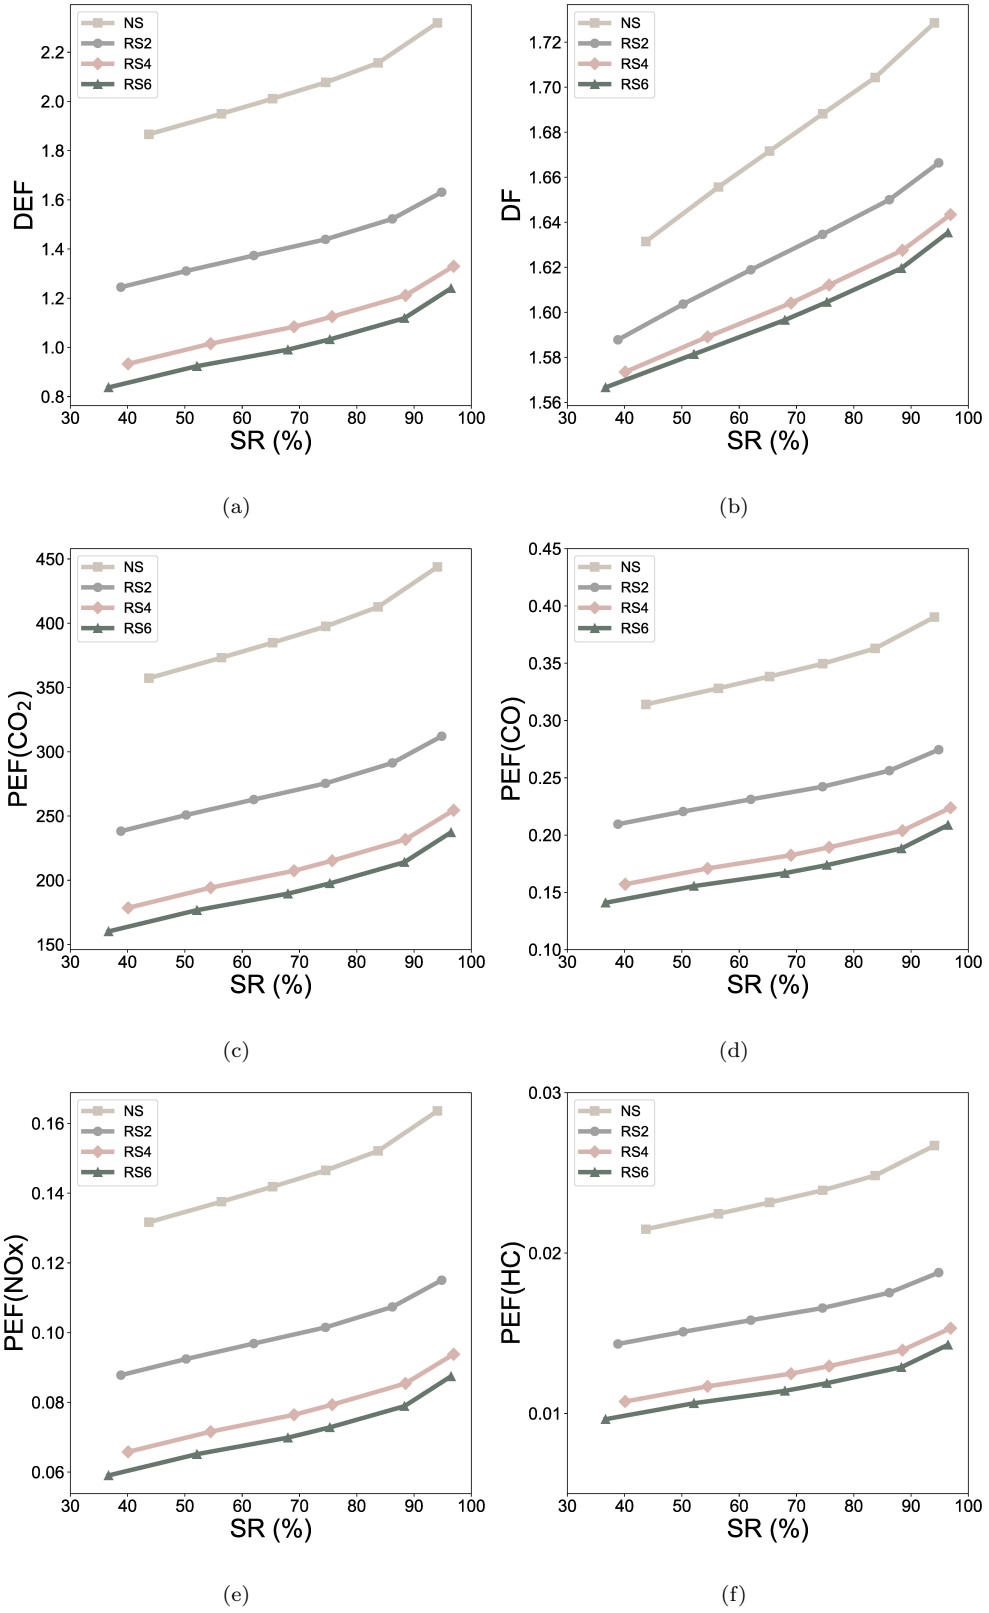 NS
RS2
RS4
RS6
2.2
2.0
1.8
1.6
1.4
1.2
1.0
0.8
DEF
30 40 50 60 70 80 90 100
SR (%)
(a)
NS
RS2
RS4
RS6
1.72
1.70
1.68
1.66
1.64
1.62
1.60
1.58
1.56
DF
30 40 50 60 70 80 90 100
SR (%)
(b)
NS
RS2
RS4
RS6
450
400
350
300
250
200
150
PEF(CO₂)
30 40 50 60 70 80 90 100
SR (%)
(c)
NS
RS2
RS4
RS6
0.45
0.40
0.35
0.30
0.25
0.20
0.15
0.10
PEF(CO)
30 40 50 60 70 80 90 100
SR (%)
(d)
NS
RS2
RS4
RS6
0.16
0.14
0.12
0.10
0.08
0.06
PEF(NOx)
30 40 50 60 70 80 90 100
SR (%)
(e)
NS
RS2
RS4
RS6
0.03
0.02
0.01
PEF(HC)
30 40 50 60 70 80 90 100
SR (%)
(f)